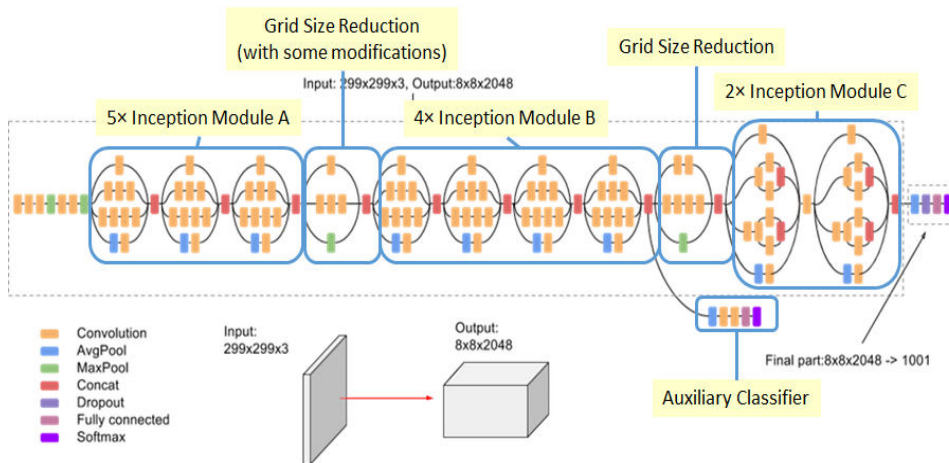 Grid Size Reduction
(with some modifications)
Grid Size Reduction
Input: 299x299x3, Output:8x8x2048
2× Inception Module C
5× Inception Module A
4× Inception Module B
Convolution
AvgPool
MaxPool
Concat
Dropout
Fully connected
Softmax
Input:
299x299x3
Output:
8x8x2048
Final part:8x8x2048 -> 1001
Auxiliary Classifier